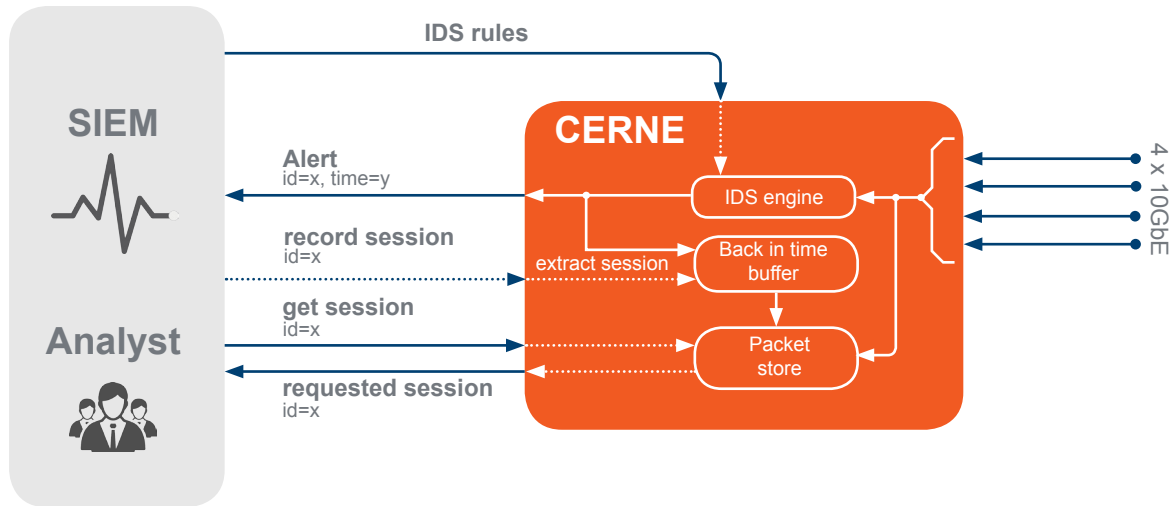 IDS rules
SIEM
CERNE
Alert
id=x, time=y
IDS engine
4 x 10GbE
record session
id=x
extract session
Back in time
buffer
get session
id=x
Analyst
Packet
store
requested session
id=x